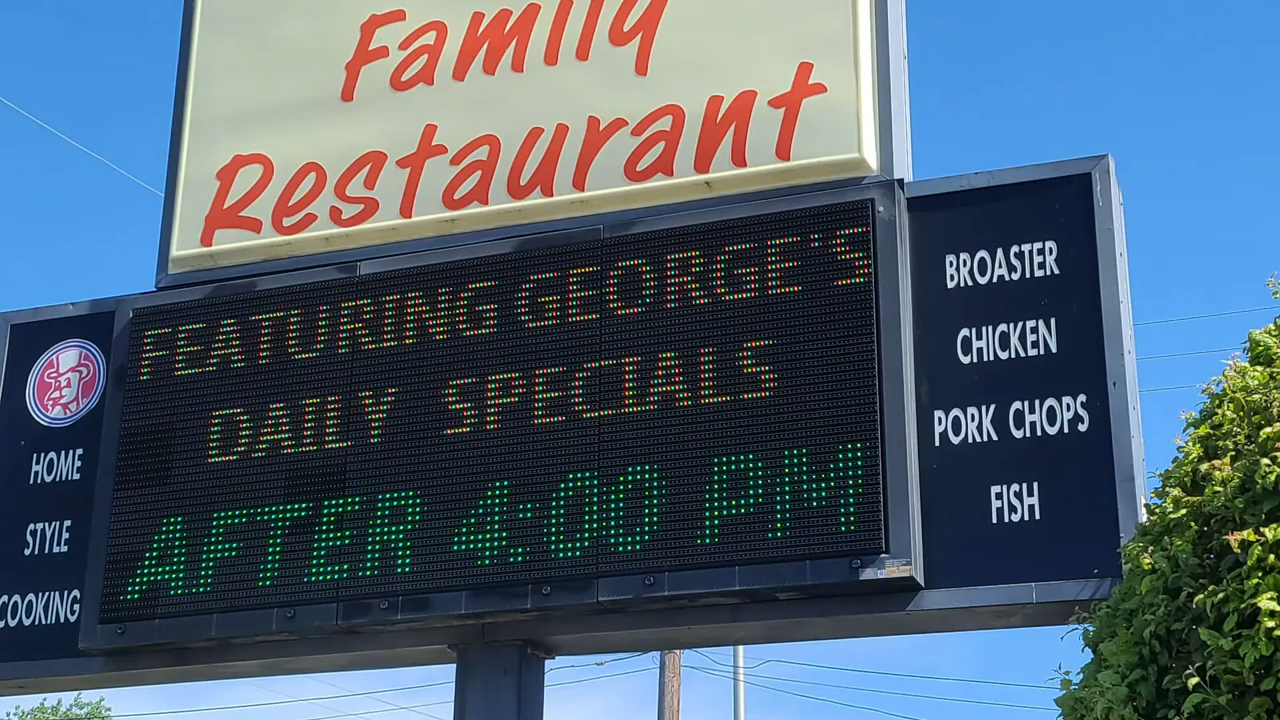 Family
Restaurant
FEATURING GEORGE'S
DAILY SPECIALS
AFTER 4:00 PM
HOME
STYLE
COOKING
BROASTER
CHICKEN
PORK CHOPS
FISH